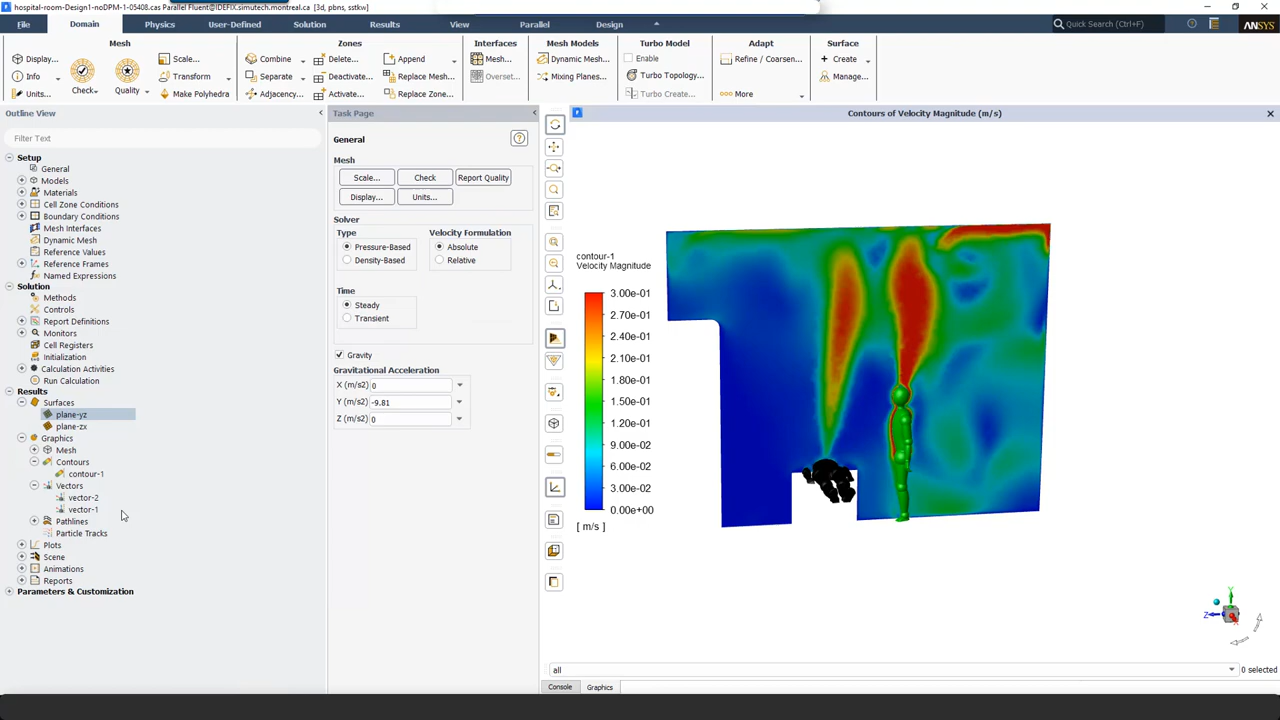 hospital-room-Design1-noDPM-1-05408.cas Parallel Fluent@IDEFIX.simutech.montreal.ca [3d, pbns, sstkw]
File Domain Physics User-Defined Solution Results View Parallel Design Quick Search (Ctrl+F) ANSYS
Mesh Zones Interfaces Mesh Models Turbo Model Adapt Surface
Display... Scale... Combine Delete... Append Mesh... Dynamic Mesh... Enable Refine / Coarsen... Create
Info Transform Separate Deactivate... Replace Mesh... Overset... Mixing Planes... Turbo Topology... Manage...
Units... Check Quality Make Polyhedra Adjacency... Activate... Replace Zone... Turbo Create... More
Outline View
Filter Text
Setup
General
Models
Materials
Cell Zone Conditions
Boundary Conditions
Mesh Interfaces
Dynamic Mesh
Reference Values
Reference Frames
Named Expressions
Solution
Methods
Controls
Report Definitions
Monitors
Cell Registers
Initialization
Calculation Activities
Run Calculation
Results
Surfaces
plane-yz
plane-zx
Graphics
Mesh
Contours
contour-1
Vectors
vector-2
vector-1
Pathlines
Particle Tracks
Plots
Scene
Animations
Reports
Parameters & Customization
Task Page
General
Mesh
Scale... Check Report Quality
Display... Units...
Solver
Type Velocity Formulation
Pressure-Based Absolute
Density-Based Relative
Time
Steady
Transient
Gravity
Gravitational Acceleration
X (m/s2) 0
Y (m/s2) -9.81
Z (m/s2) 0
Contours of Velocity Magnitude (m/s)
contour-1
Velocity Magnitude
3.00e-01
2.70e-01
2.40e-01
2.10e-01
1.80e-01
1.50e-01
1.20e-01
9.00e-02
6.00e-02
3.00e-02
0.00e+00
[ m/s ]
Y
Z
all 0 selected
Console Graphics